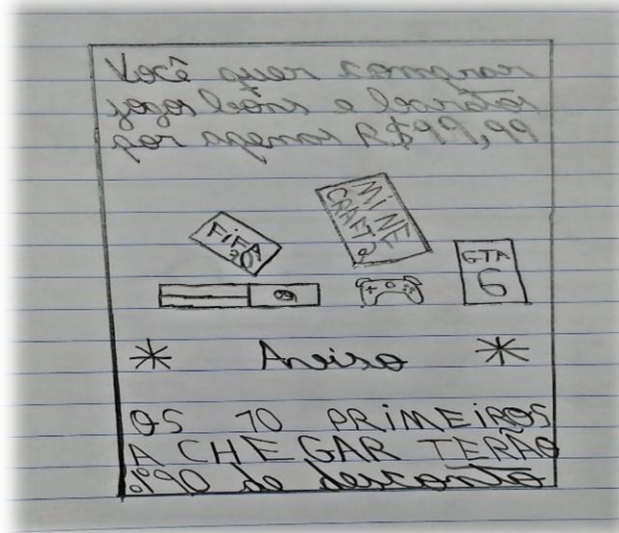 Você quer comprar
jogos bons e baratos
por apenas R$99,99
MINE
CRAFT 2
FIFA
20
GTA
6
* Aviso *
OS 10 PRIMEIROS
A CHEGAR TERÃO
%90 de desconto